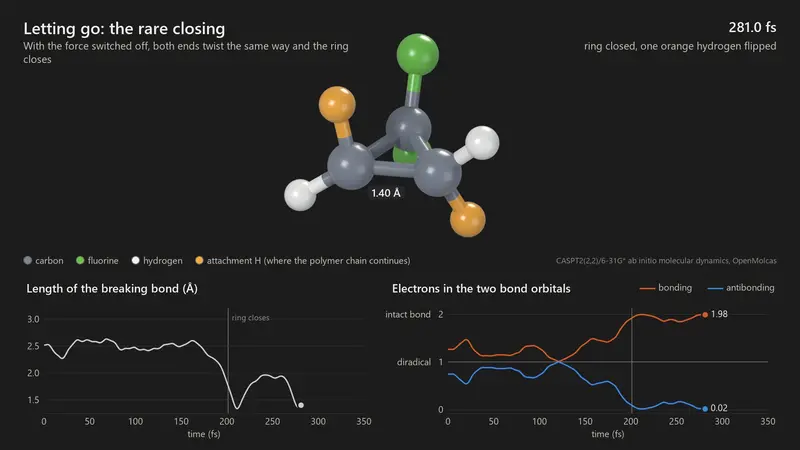 Letting go: the rare closing
281.0 fs
With the force switched off, both ends twist the same way and the ring
closes
ring closed, one orange hydrogen flipped
1.40 Å
carbon
fluorine
hydrogen
attachment H (where the polymer chain continues)
CASPT2(2,2)/6-31G* ab initio molecular dynamics, OpenMolcas
Length of the breaking bond (Å)
ring closes
3.0
2.5
2.0
1.5
0 50 100 150 200 250 300 350
time (fs)
Electrons in the two bond orbitals
bonding
antibonding
intact bond 2
diradical 1
0
1.98
0.02
0 50 100 150 200 250 300 350
time (fs)